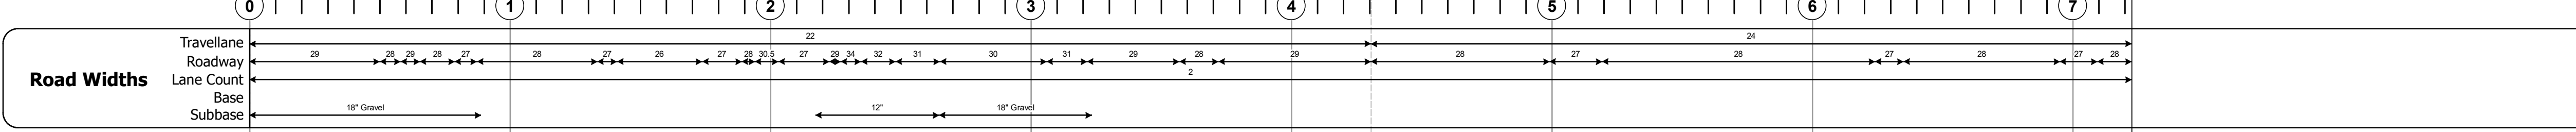 0 1 2 3 4 5 6 7
Road Widths
Travellane 22 24
Roadway 29 28 29 28 27 28 27 26 27 28 30.5 27 29 34 32 31 30 31 29 28 29 28 27 28 27 28 27 28
Lane Count 2
Base
Subbase 18" Gravel 12" 18" Gravel